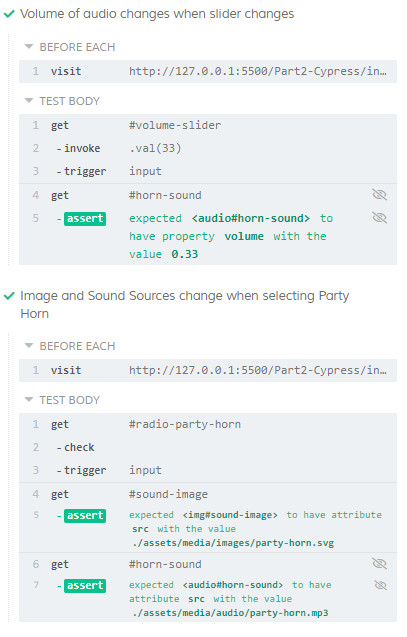 Volume of audio changes when slider changes
BEFORE EACH
1 visit http://127.0.0.1:5500/Part2-Cypress/in…
TEST BODY
1 get #volume-slider
2 -invoke .val(33)
3 -trigger input
4 get #horn-sound
5 -assert expected <audio#horn-sound> to
have property volume with the
value 0.33
Image and Sound Sources change when selecting Party
Horn
BEFORE EACH
1 visit http://127.0.0.1:5500/Part2-Cypress/in…
TEST BODY
1 get #radio-party-horn
2 -check
3 -trigger input
4 get #sound-image
5 -assert expected <img#sound-image> to have attribute
src with the value
./assets/media/images/party-horn.svg
6 get #horn-sound
7 -assert expected <audio#horn-sound> to have
attribute src with the value
./assets/media/audio/party-horn.mp3